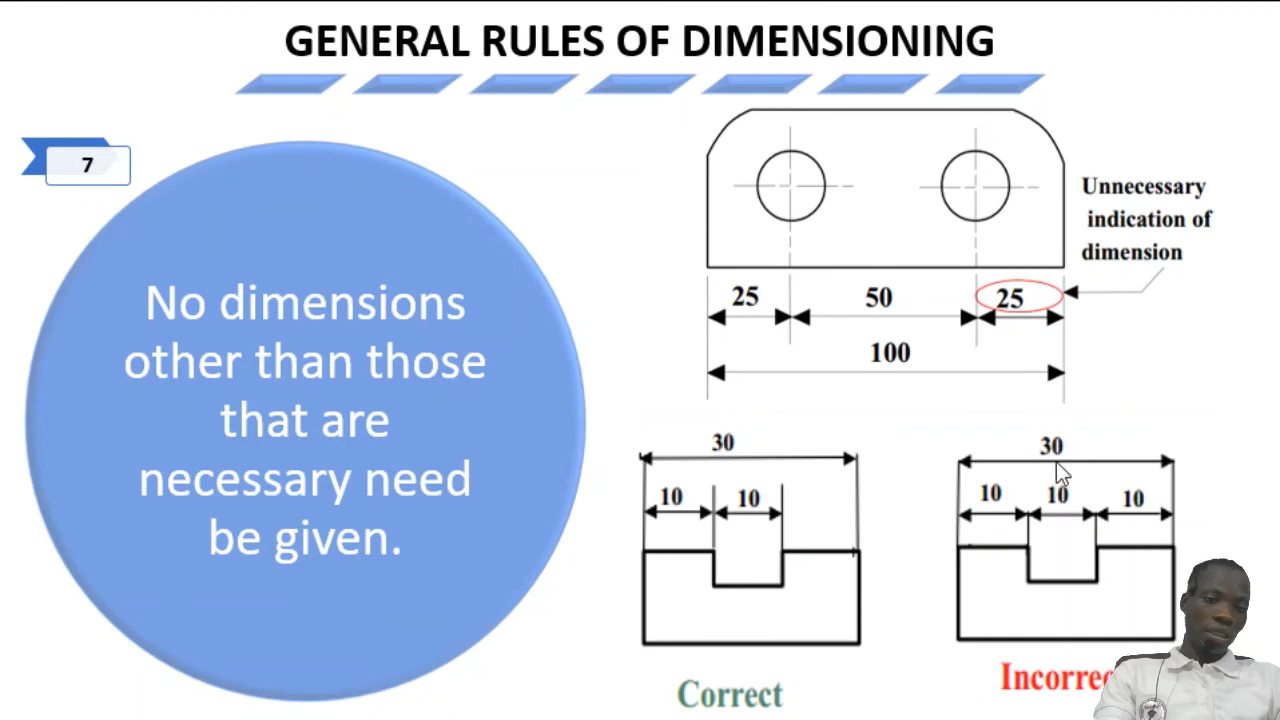 GENERAL RULES OF DIMENSIONING
7
No dimensions
other than those
that are
necessary need
be given.
Unnecessary
indication of
dimension
25 50 25
100
30
10 10
Correct
30
10 10 10